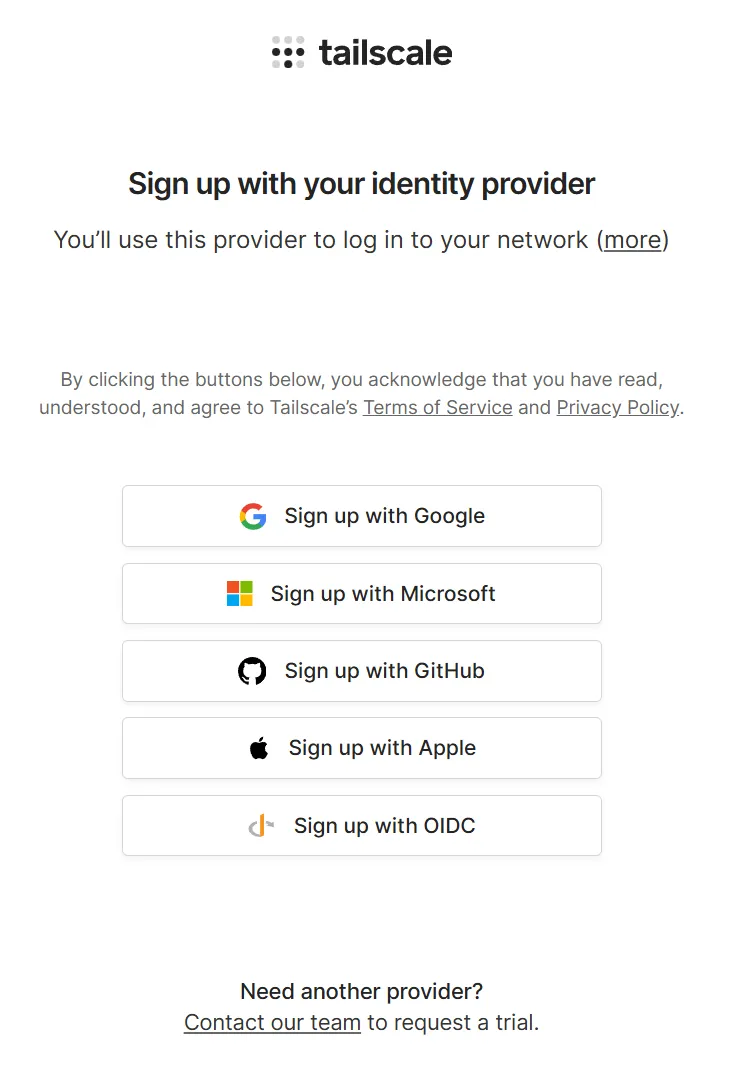 tailscale
Sign up with your identity provider
You’ll use this provider to log in to your network (more)
By clicking the buttons below, you acknowledge that you have read,
understood, and agree to Tailscale’s Terms of Service and Privacy Policy.
Sign up with Google
Sign up with Microsoft
Sign up with GitHub
Sign up with Apple
Sign up with OIDC
Need another provider?
Contact our team to request a trial.